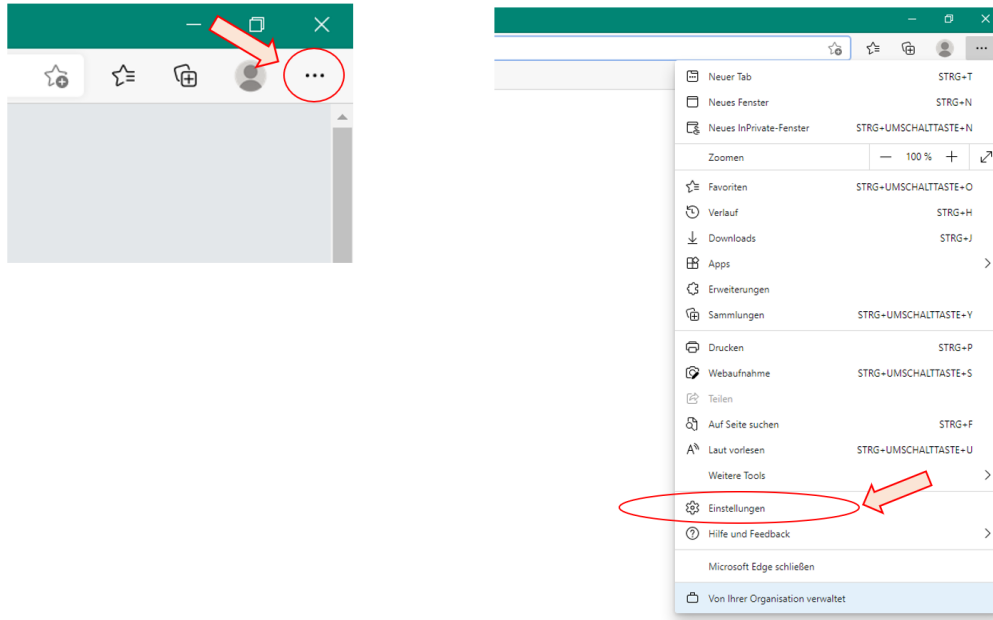 Neuer Tab STRG+T
Neues Fenster STRG+N
Neues InPrivate-Fenster STRG+UMSCHALTTASTE+N
Zoomen — 100 % +
Favoriten STRG+UMSCHALTTASTE+O
Verlauf STRG+H
Downloads STRG+J
Apps
Erweiterungen
Sammlungen STRG+UMSCHALTTASTE+Y
Drucken STRG+P
Webaufnahme STRG+UMSCHALTTASTE+S
Teilen
Auf Seite suchen STRG+F
Laut vorlesen STRG+UMSCHALTTASTE+U
Weitere Tools
Einstellungen
Hilfe und Feedback
Microsoft Edge schließen
Von Ihrer Organisation verwaltet